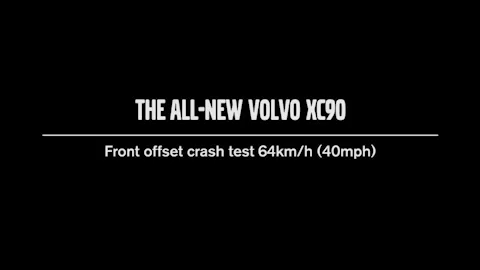 THE ALL-NEW VOLVO XC90
Front offset crash test 64km/h (40mph)